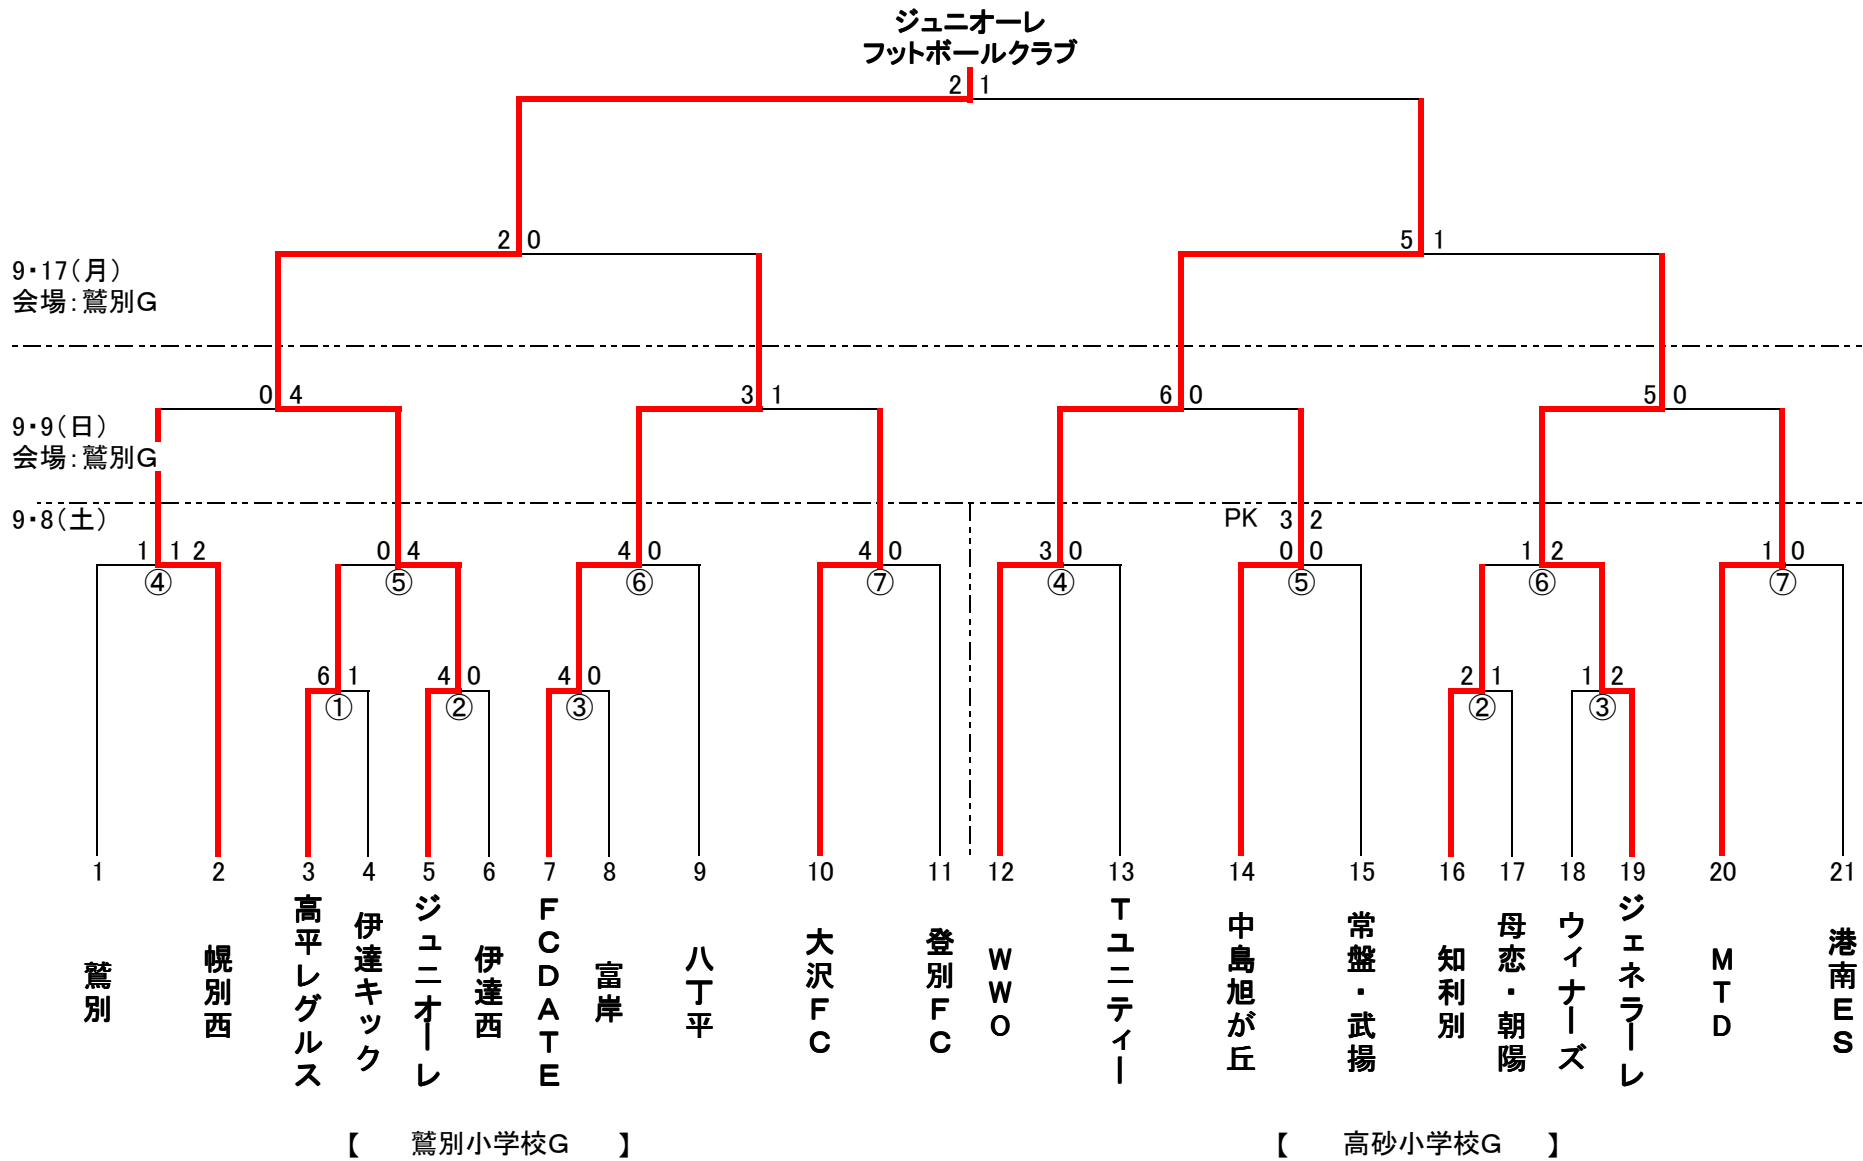 ジュニオーレ
フットボールクラブ
2 1
2 0
5 1
9・17(月)
会場:鷲別G
0 4
3 1
6 0
5 0
9・9(日)
会場:鷲別G
9・8(土)
PK 3 2
1 1 2
0 4
4 0
4 0
3 0
0 0
1 2
1 0
④ ⑤ ⑥ ⑦ ④ ⑤ ⑥ ⑦
6 1
4 0
4 0
2 1
1 2
① ② ③ ② ③
1 2 3 4 5 6 7 8 9 10 11 12 13 14 15 16 17 18 19 20 21
鷲別
幌別西
高平レグルス
伊達キック
ジュニオーレ
伊達西
FCDATE
富岸
八丁平
大沢FC
登別FC
WWO
Tユニティー
中島旭が丘
常盤・武揚
知利別
母恋・朝陽
ウィナーズ
ジェネラーレ
MTD
港南ES
【 鷲別小学校G 】
【 高砂小学校G 】